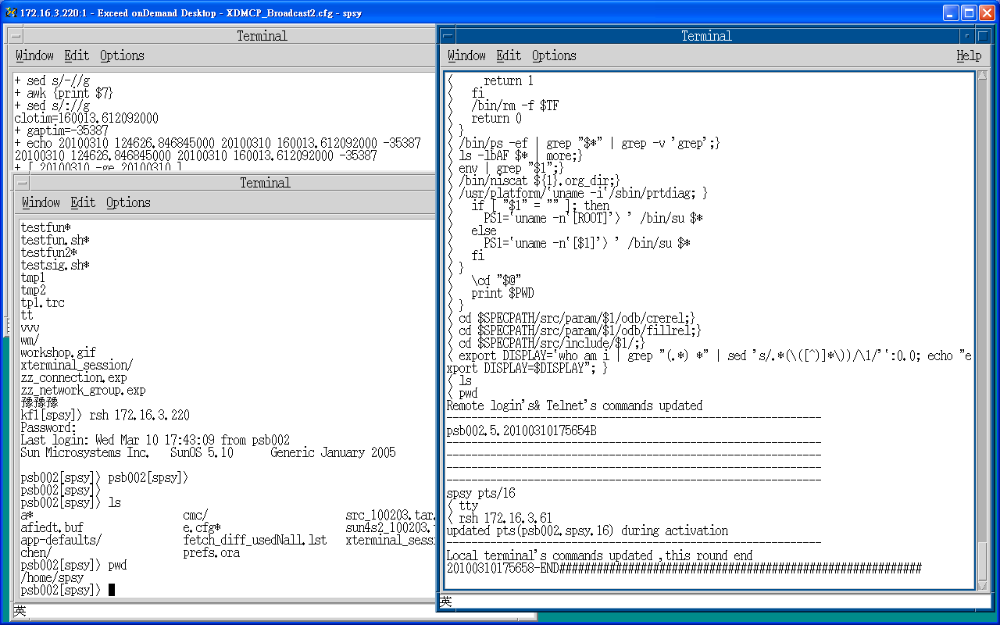 172.16.3.220:1 - Exceed onDemand Desktop - XDMCP_Broadcast2.cfg - spsy
Terminal
Window Edit Options
+ sed s/-//g
+ awk {print $7}
+ sed s/://g
clotim=160013.612092000
+ gaptim=-35387
+ echo 20100310 124626.846845000 20100310 160013.612092000 -35387
20100310 124626.846845000 20100310 160013.612092000 -35387
+ [ 20100310 -ge 20100310 ]
Terminal
Window Edit Options
testfun*
testfun.sh*
testfun2*
testsig.sh*
tmp1
tmp2
tpl.trc
tt
vvv
wm/
workshop.gif
xterminal_session/
zz_connection.exp
zz_network_group.exp
豫豫豫
kf1[spsy]> rsh 172.16.3.220
Password:
Last login: Wed Mar 10 17:43:09 from psb002
Sun Microsystems Inc. SunOS 5.10 Generic January 2005
psb002[spsy]> psb002[spsy]>
psb002[spsy]>
psb002[spsy]> ls
a* cmc/ src_100203.tar.
afiedt.buf e.cfg* sun4s2_100203.
app-defaults/ fetch_diff_usedNall.lst xterminal_sessi
chen/ prefs.ora
psb002[spsy]> pwd
/home/spsy
psb002[spsy]>
英
Terminal
Window Edit Options Help
< return 1
< fi
< /bin/rm -f $TF
< return 0
< }
< /bin/ps -ef | grep "$*" | grep -v 'grep';}
< ls -lbAF $* | more;}
< env | grep "$1";}
< /bin/niscat ${1}.org_dir;}
< /usr/platform/`uname -i`/sbin/prtdiag; }
< if [ "$1" = "" ]; then
< PS1=`uname -n`[ROOT]'> ' /bin/su $*
< else
< PS1=`uname -n`[$1]'> ' /bin/su $*
< fi
< }
< \cd "$@"
< print $PWD
< }
< cd $SPECPATH/src/param/$1/odb/crerel;}
< cd $SPECPATH/src/param/$1/odb/fillrel;}
< cd $SPECPATH/src/include/$1/;}
< export DISPLAY=`who am i | grep "(.*) *" | sed 's/.*(\([^)]*\))/\1/'`:0.0; echo "e
xport DISPLAY=$DISPLAY"; }
< ls
< pwd
Remote login's& Telnet's commands updated
------------------------------------------------------------
psb002.5.20100310175654B
------------------------------------------------------------
------------------------------------------------------------
------------------------------------------------------------
------------------------------------------------------------
spsy pts/16
< tty
< rsh 172.16.3.61
updated pts(psb002.spsy.16) during activation
------------------------------------------------------------
Local terminal's commands updated ,this round end
20100310175658-END##########################################################
英